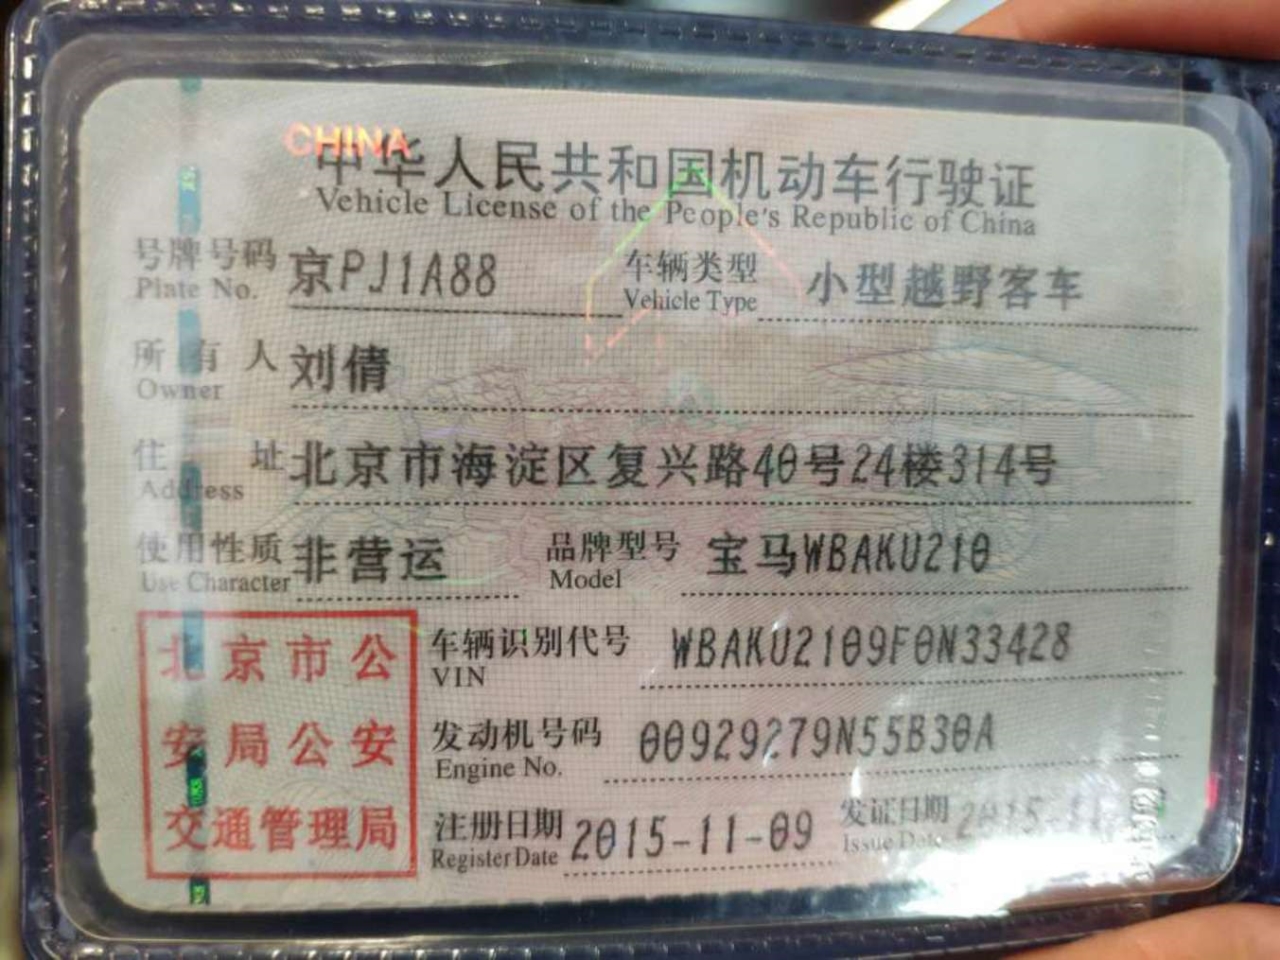 CHINA
中华人民共和国机动车行驶证
Vehicle License of the People's Republic of China
号牌号码 京PJ1A88 车辆类型 小型越野客车
Plate No. Vehicle Type
所有人 刘倩
Owner
住址 北京市海淀区复兴路40号24楼314号
Address
使用性质 非营运 品牌型号 宝马WBAKU210
Use Character Model
北京市公
安局公安
交通管理局
车辆识别代号 WBAKU2109F0N33428
VIN
发动机号码 00929279N55B30A
Engine No.
注册日期 2015-11-09 发证日期 2015-11
Register Date Issue Date